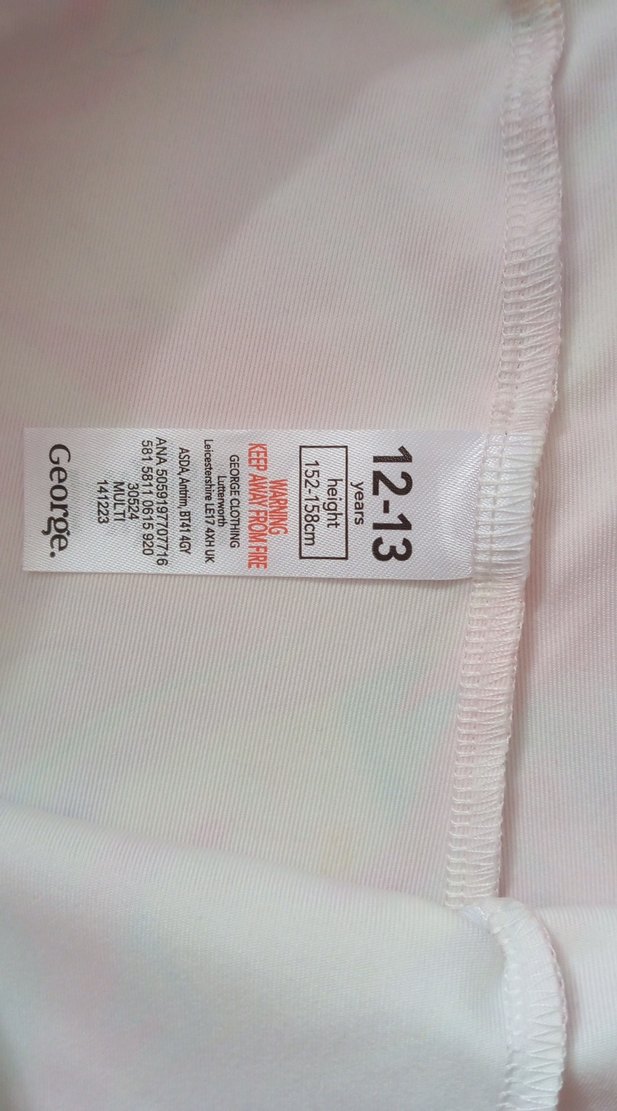 12-13
years
height
152-158cm
WARNING
KEEP AWAY FROM FIRE
GEORGE CLOTHING
Lutterworth
Leicestershire LE17 4XH UK
ASDA, Antrim, BT41 4GY
ANA 5059197707716
581 5811 0615 920
30524
MULTI
141223
George.